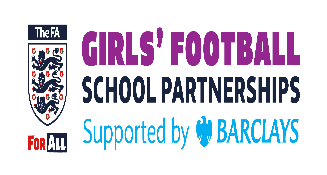 The FA
FOR ALL
GIRLS' FOOTBALL
SCHOOL PARTNERSHIPS
Supported by BARCLAYS